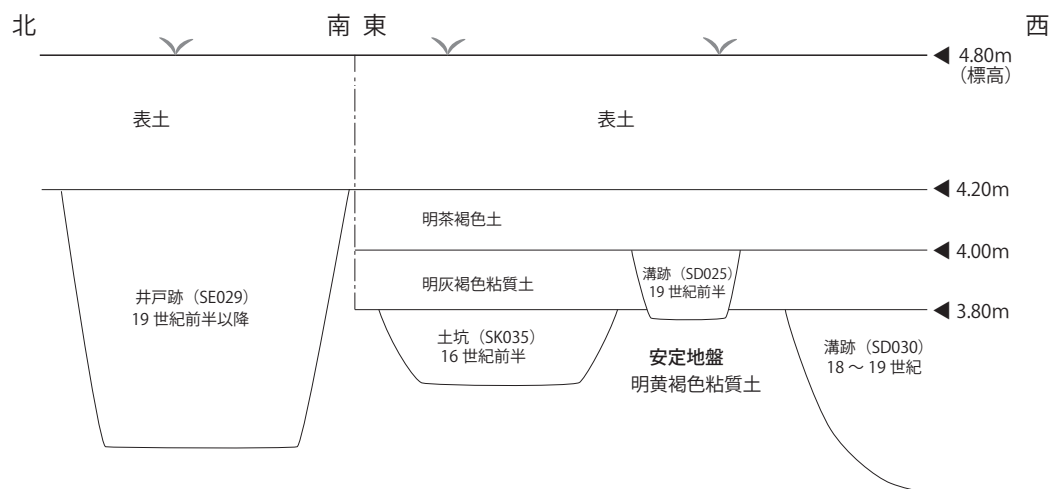 北
南 東
西
4.80m
（標高）
表土
表土
4.20m
明茶褐色土
4.00m
井戸跡（SE029）
19 世紀前半以降
明灰褐色粘質土
溝跡（SD025）
19 世紀前半
3.80m
土坑（SK035）
16 世紀前半
安定地盤
明黄褐色粘質土
溝跡（SD030）
18 ～ 19 世紀